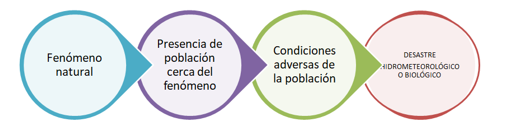 Fenómeno
natural
Presencia de
población
cerca del
fenómeno
Condiciones
adversas de
la población
DESASTRE
HIDROMETEOROLÓGICO
O BIOLÓGICO